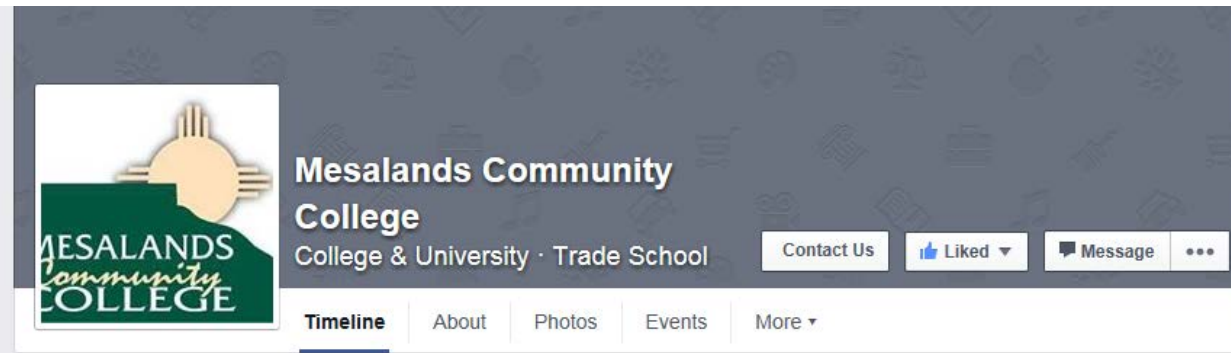 Mesalands Community
College
College & University · Trade School
Contact Us
Liked
Message
MESALANDS
Community
COLLEGE
Timeline
About
Photos
Events
More